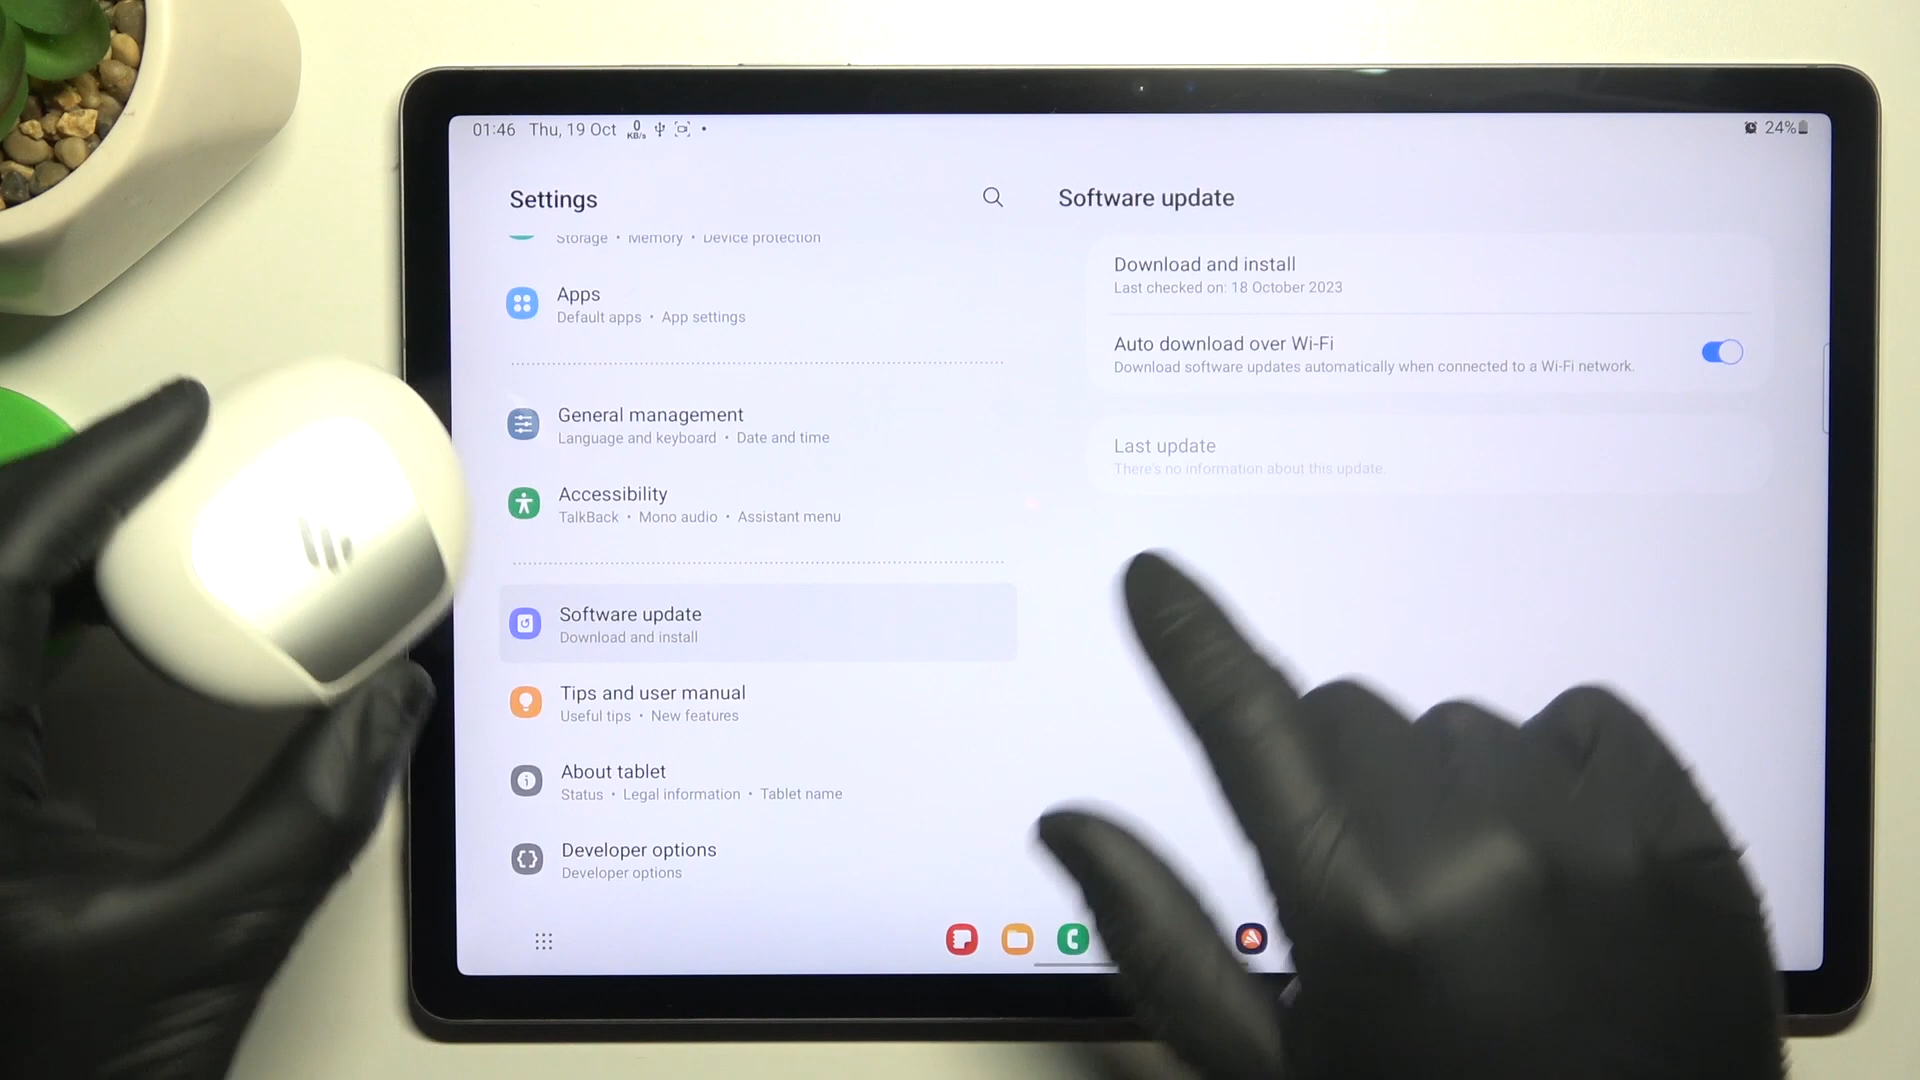 01:46 Thu, 19 Oct 0 KB/s
24%
Settings
Storage • Memory • Device protection
Apps
Default apps • App settings
General management
Language and keyboard • Date and time
Accessibility
TalkBack • Mono audio • Assistant menu
Software update
Download and install
Tips and user manual
Useful tips • New features
About tablet
Status • Legal information • Tablet name
Developer options
Developer options
Software update
Download and install
Last checked on: 18 October 2023
Auto download over Wi-Fi
Download software updates automatically when connected to a Wi-Fi network.
Last update
There's no information about this update.